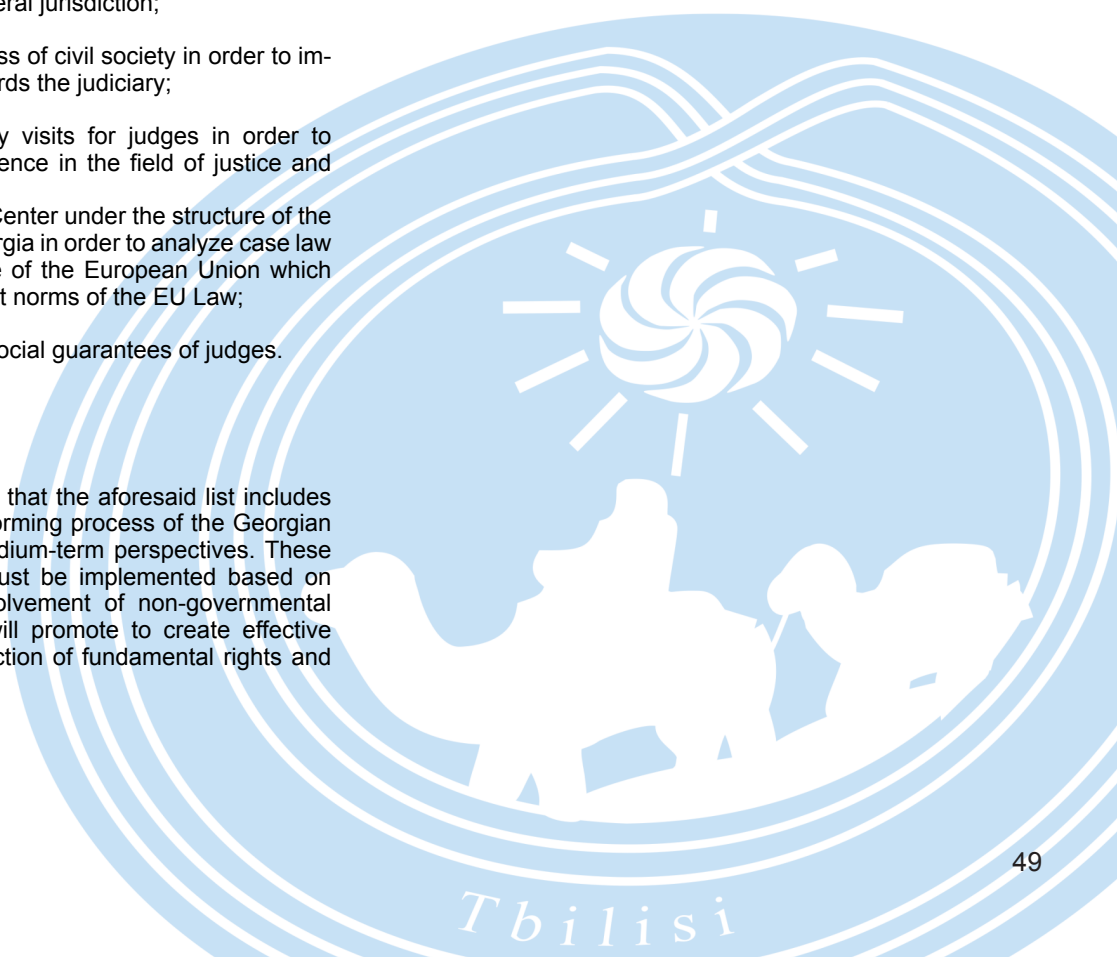 eral jurisdiction;
ss of civil society in order to im-
rds the judiciary;
y visits for judges in order to
ence in the field of justice and
Center under the structure of the
rgia in order to analyze case law
e of the European Union which
t norms of the EU Law;
ocial guarantees of judges.
that the aforesaid list includes
orming process of the Georgian
dium-term perspectives. These
ust be implemented based on
olvement of non-governmental
will promote to create effective
ction of fundamental rights and
49
Tbilisi